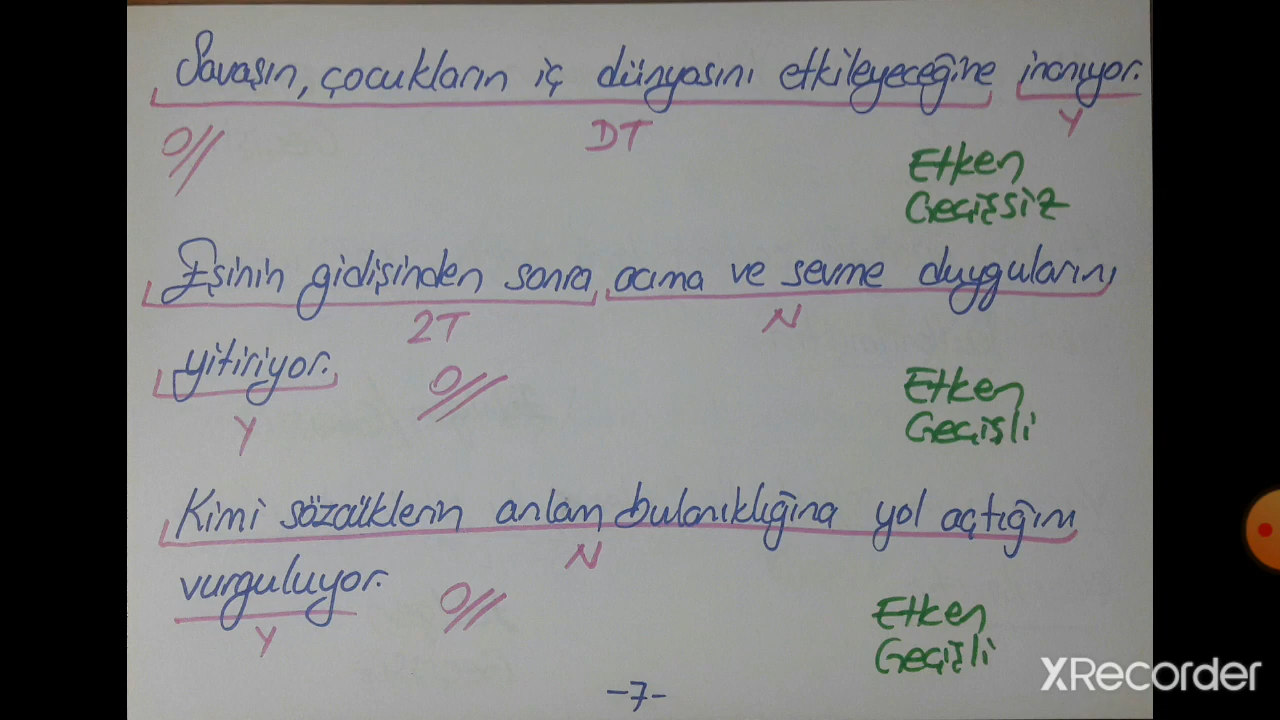 Savaşın, çocukların iç dünyasını etkileyeceğine inanıyor.
O//
DT
Y
Etken
Geçişsiz
Eşinin gidişinden sonra, acıma ve sevme duygularını
ZT
N
yitiriyor.
O//
Y
Etken
Geçişli
Kimi sözcüklerin anlam bulanıklığına yol açtığını
N
vurguluyor.
O//
Y
Etken
Geçişli
-7-
XRecorder